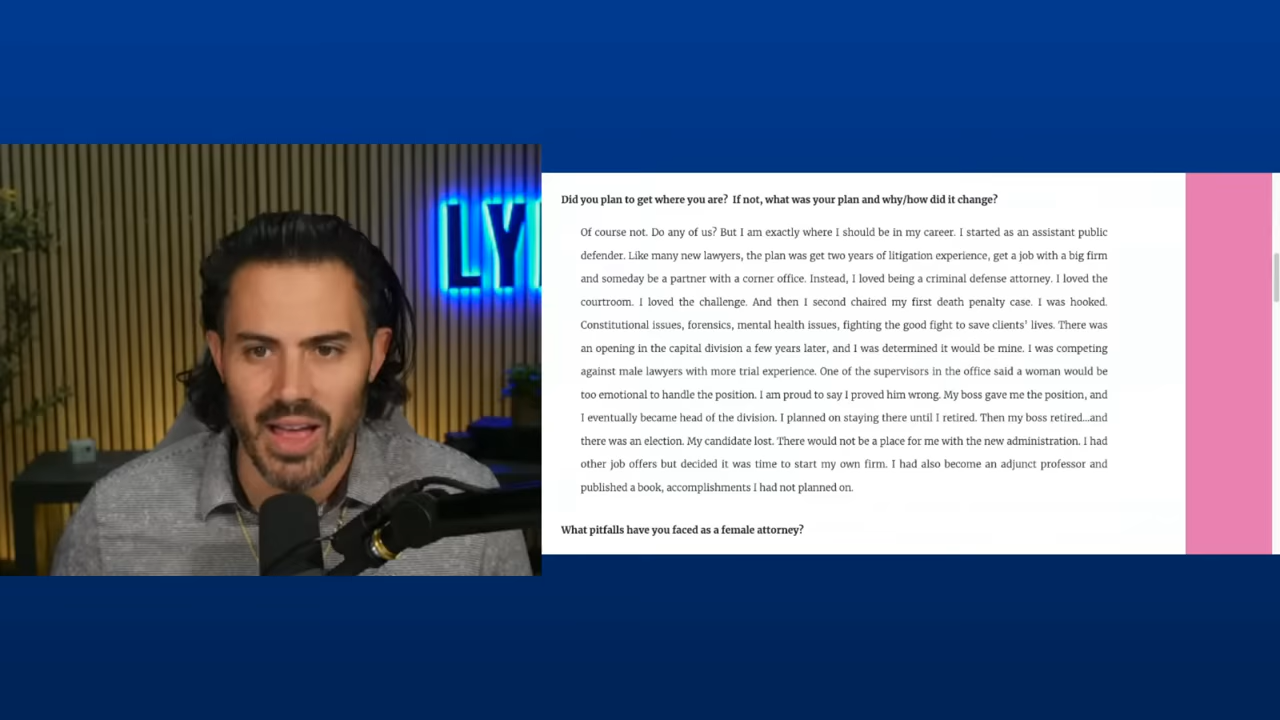 LY
Did you plan to get where you are? If not, what was your plan and why/how did it change?
Of course not. Do any of us? But I am exactly where I should be in my career. I started as an assistant public
defender. Like many new lawyers, the plan was get two years of litigation experience, get a job with a big firm
and someday be a partner with a corner office. Instead, I loved being a criminal defense attorney. I loved the
courtroom. I loved the challenge. And then I second chaired my first death penalty case. I was hooked.
Constitutional issues, forensics, mental health issues, fighting the good fight to save clients' lives. There was
an opening in the capital division a few years later, and I was determined it would be mine. I was competing
against male lawyers with more trial experience. One of the supervisors in the office said a woman would be
too emotional to handle the position. I am proud to say I proved him wrong. My boss gave me the position, and
I eventually became head of the division. I planned on staying there until I retired. Then my boss retired...and
there was an election. My candidate lost. There would not be a place for me with the new administration. I had
other job offers but decided it was time to start my own firm. I had also become an adjunct professor and
published a book, accomplishments I had not planned on.
What pitfalls have you faced as a female attorney?